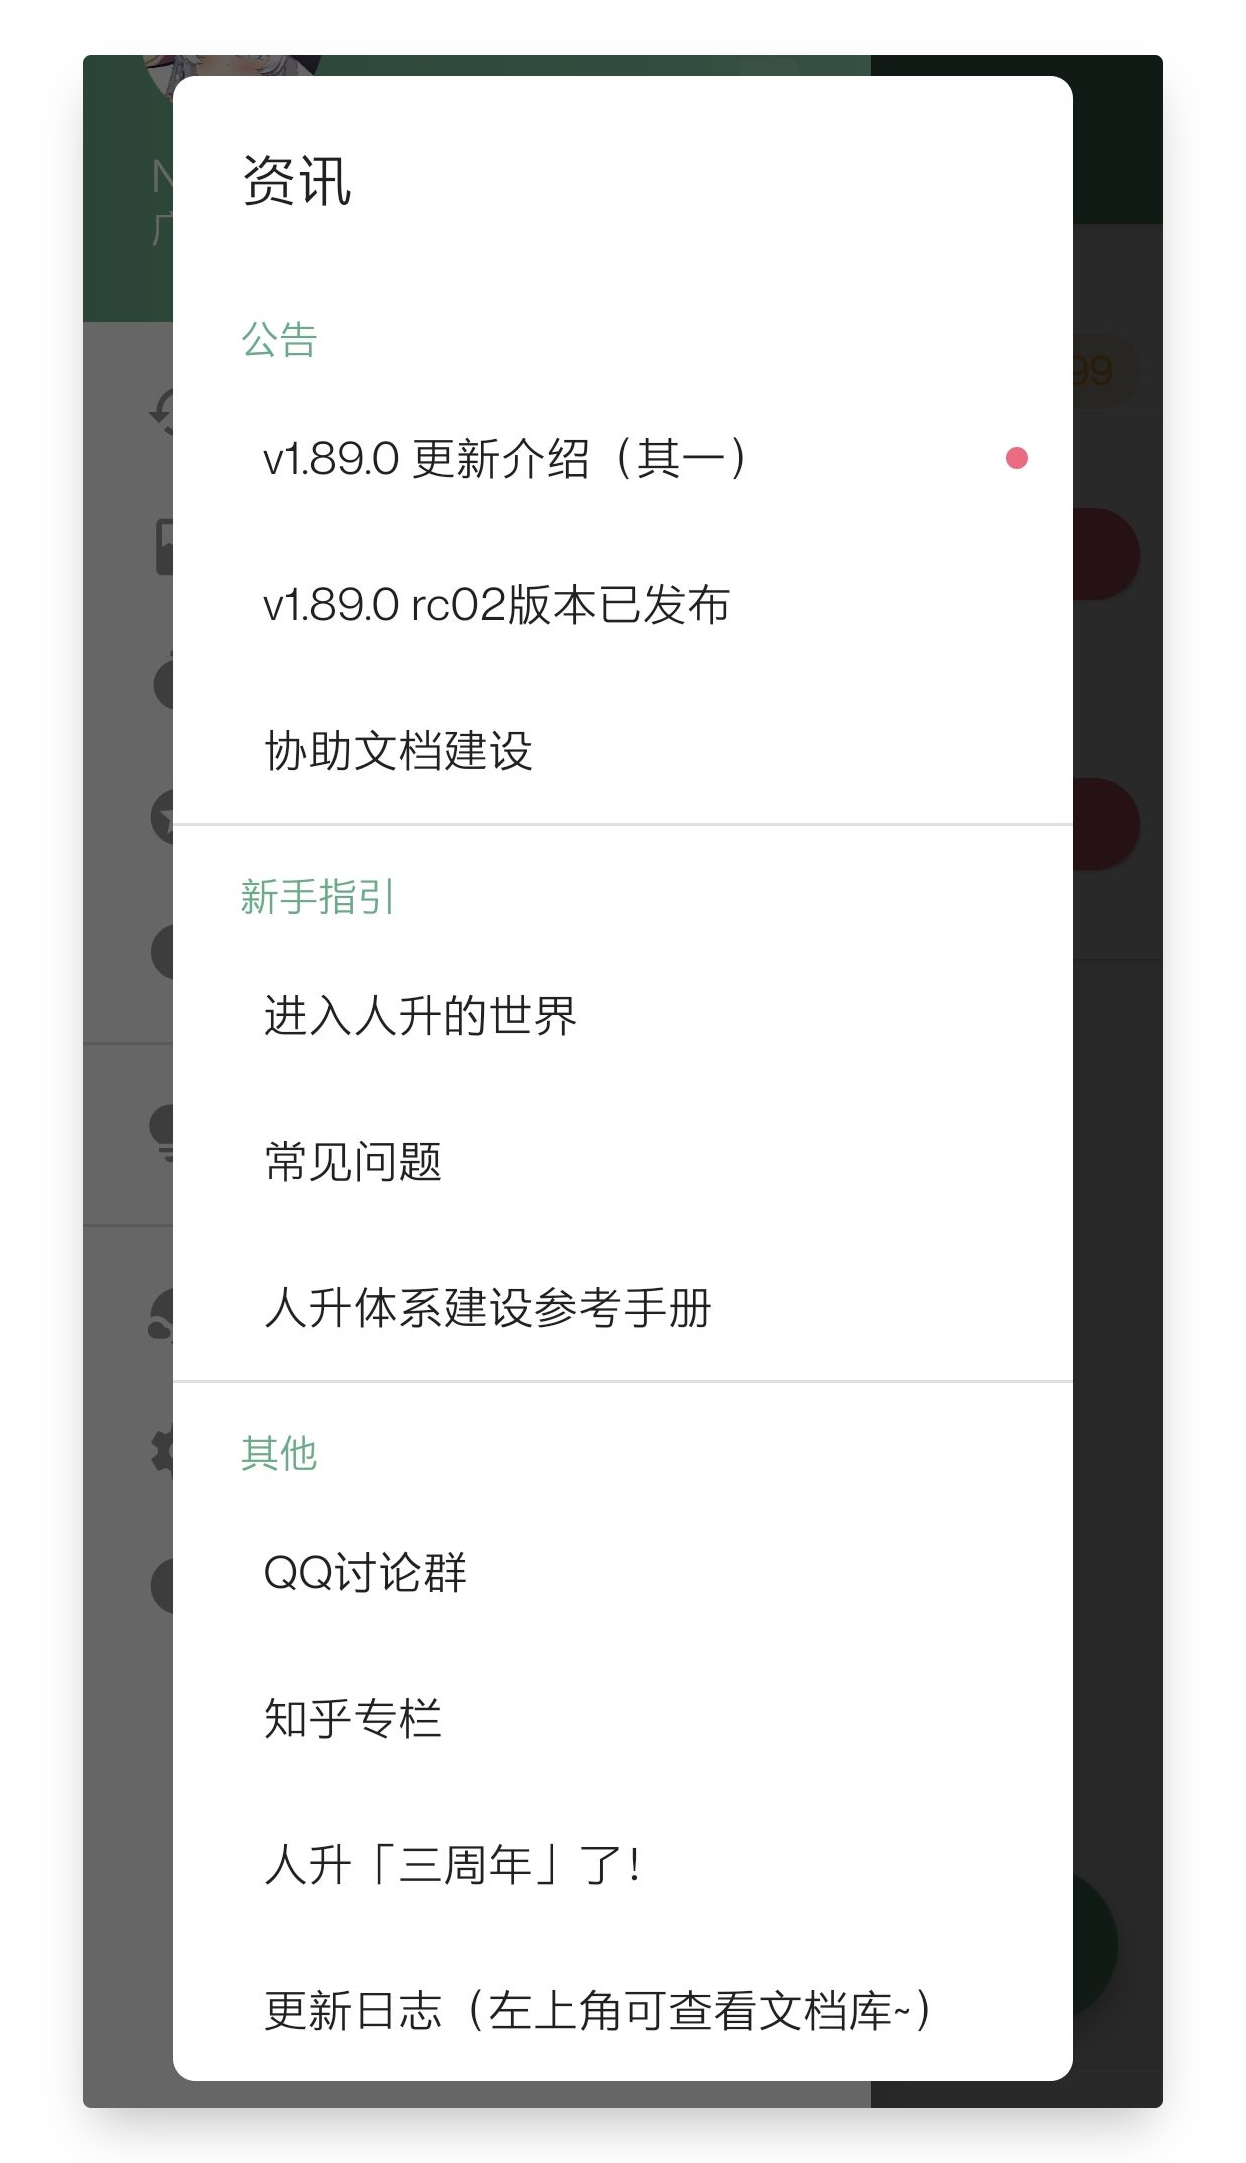 资讯
公告
v1.89.0 更新介绍（其一）
v1.89.0 rc02版本已发布
协助文档建设
新手指引
进入人升的世界
常见问题
人升体系建设参考手册
其他
QQ讨论群
知乎专栏
人升「三周年」了!
更新日志（左上角可查看文档库~）
99